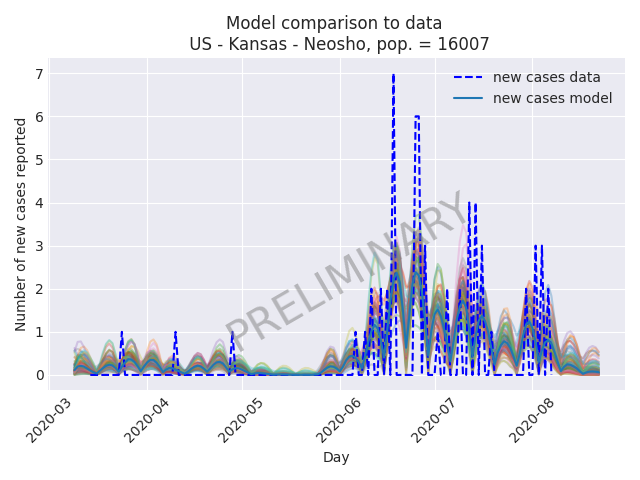 Model comparison to data
US - Kansas - Neosho, pop. = 16007
new cases data
new cases model
PRELIMINARY
Number of new cases reported
7
6
5
4
3
2
1
0
2020-03
2020-04
2020-05
2020-06
2020-07
2020-08
Day